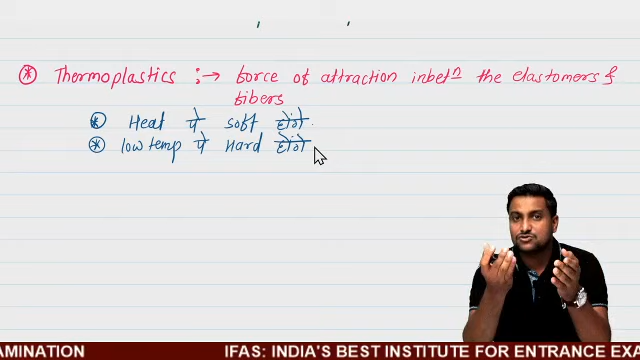 * Thermoplastics :→ force of attraction inbetn the elastomers &
fibers
* Heat पे soft होतो.
* low temp पे Hard होतो
AMINATION IFAS: INDIA'S BEST INSTITUTE FOR ENTRANCE EXA